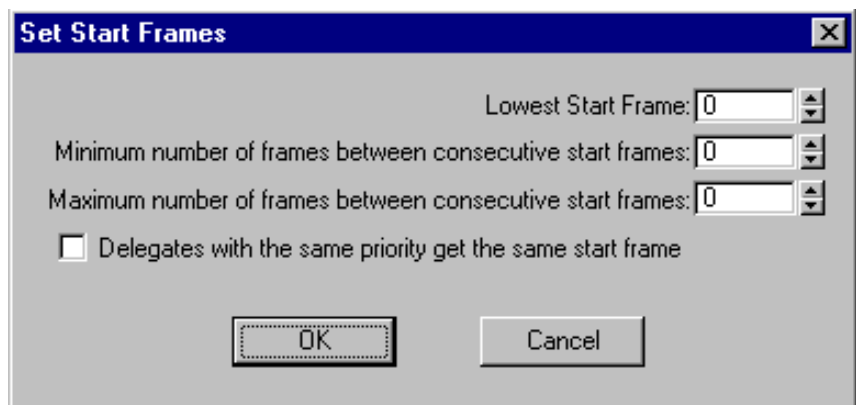 Set Start Frames
Lowest Start Frame: 0
Minimum number of frames between consecutive start frames: 0
Maximum number of frames between consecutive start frames: 0
Delegates with the same priority get the same start frame
OK Cancel